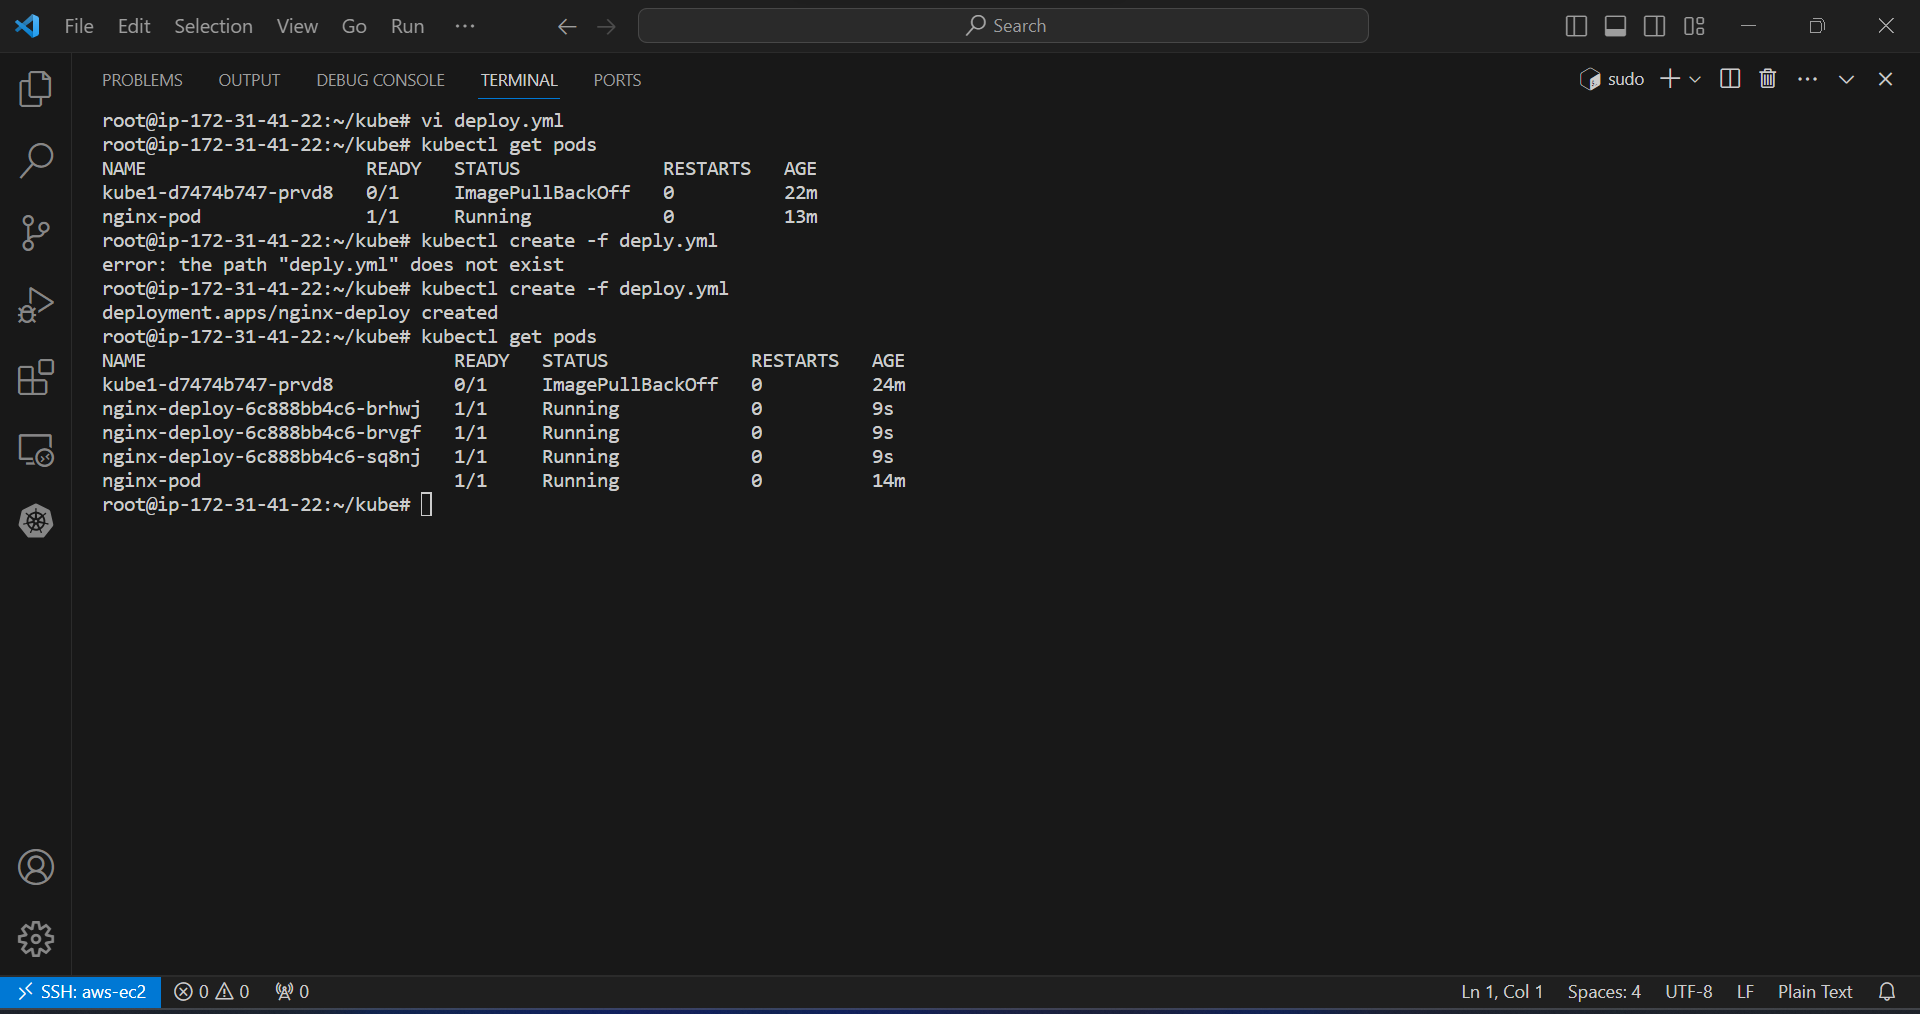 File Edit Selection View Go Run ··· Search
PROBLEMS OUTPUT DEBUG CONSOLE TERMINAL PORTS sudo
root@ip-172-31-41-22:~/kube# vi deploy.yml
root@ip-172-31-41-22:~/kube# kubectl get pods
NAME READY STATUS RESTARTS AGE
kube1-d7474b747-prvd8 0/1 ImagePullBackOff 0 22m
nginx-pod 1/1 Running 0 13m
root@ip-172-31-41-22:~/kube# kubectl create -f deply.yml
error: the path "deply.yml" does not exist
root@ip-172-31-41-22:~/kube# kubectl create -f deploy.yml
deployment.apps/nginx-deploy created
root@ip-172-31-41-22:~/kube# kubectl get pods
NAME READY STATUS RESTARTS AGE
kube1-d7474b747-prvd8 0/1 ImagePullBackOff 0 24m
nginx-deploy-6c888bb4c6-brhwj 1/1 Running 0 9s
nginx-deploy-6c888bb4c6-brvgf 1/1 Running 0 9s
nginx-deploy-6c888bb4c6-sq8nj 1/1 Running 0 9s
nginx-pod 1/1 Running 0 14m
root@ip-172-31-41-22:~/kube#
SSH: aws-ec2 0 0 0 Ln 1, Col 1 Spaces: 4 UTF-8 LF Plain Text